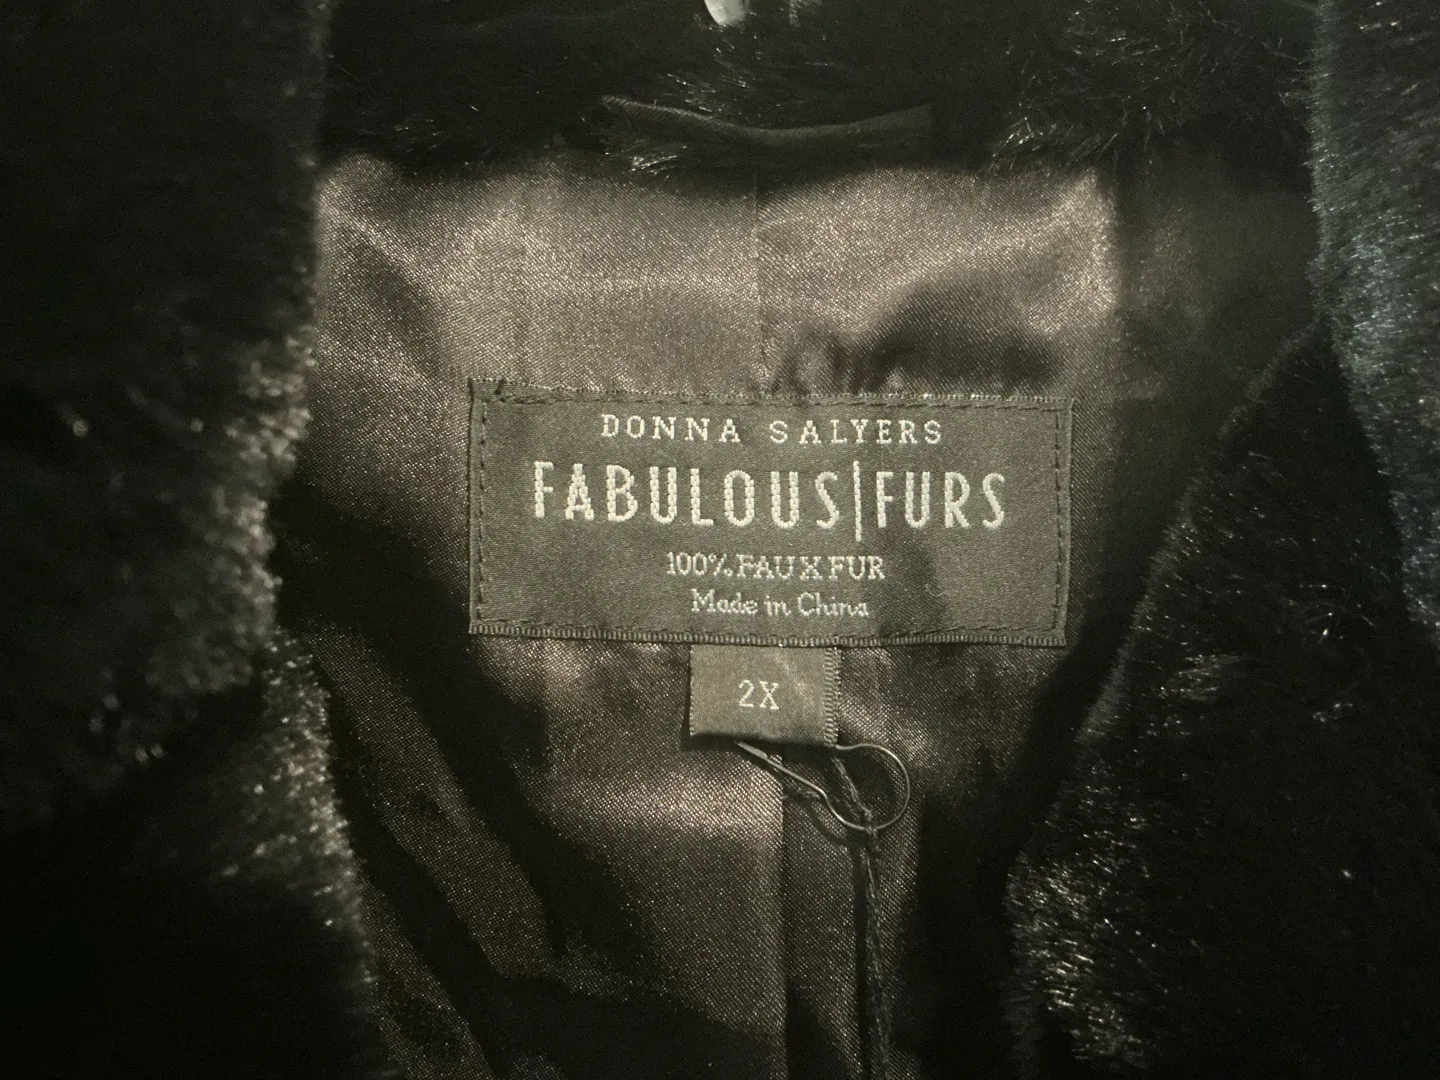 DONNA SALYERS
FABULOUS|FURS
100% FAUX FUR
Made in China
2X